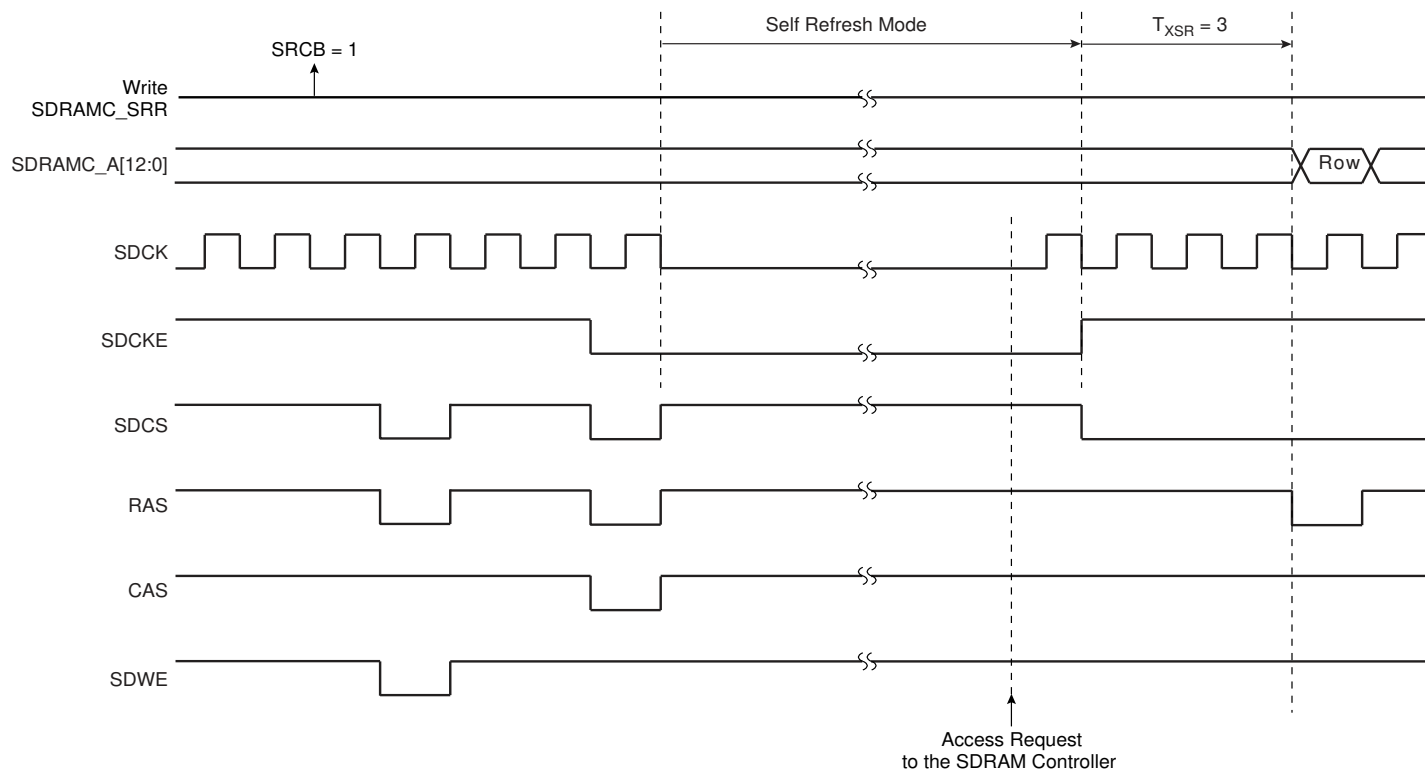 Self Refresh Mode
TXSR = 3
SRCB = 1
Write
SDRAMC_SRR
SDRAMC_A[12:0]
Row
SDCK
SDCKE
SDCS
RAS
CAS
SDWE
Access Request
to the SDRAM Controller